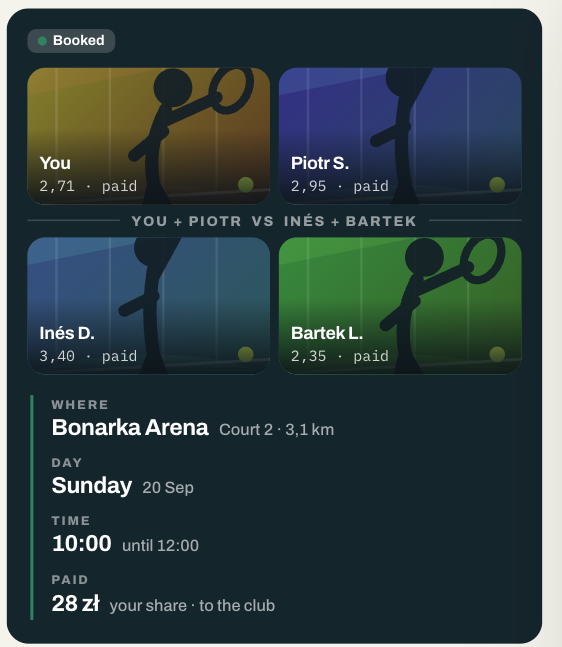 Booked
You
2,71 · paid
Piotr S.
2,95 · paid
YOU + PIOTR VS INÉS + BARTEK
Inés D.
3,40 · paid
Bartek L.
2,35 · paid
WHERE
Bonarka Arena Court 2 · 3,1 km
DAY
Sunday 20 Sep
TIME
10:00 until 12:00
PAID
28 zł your share · to the club